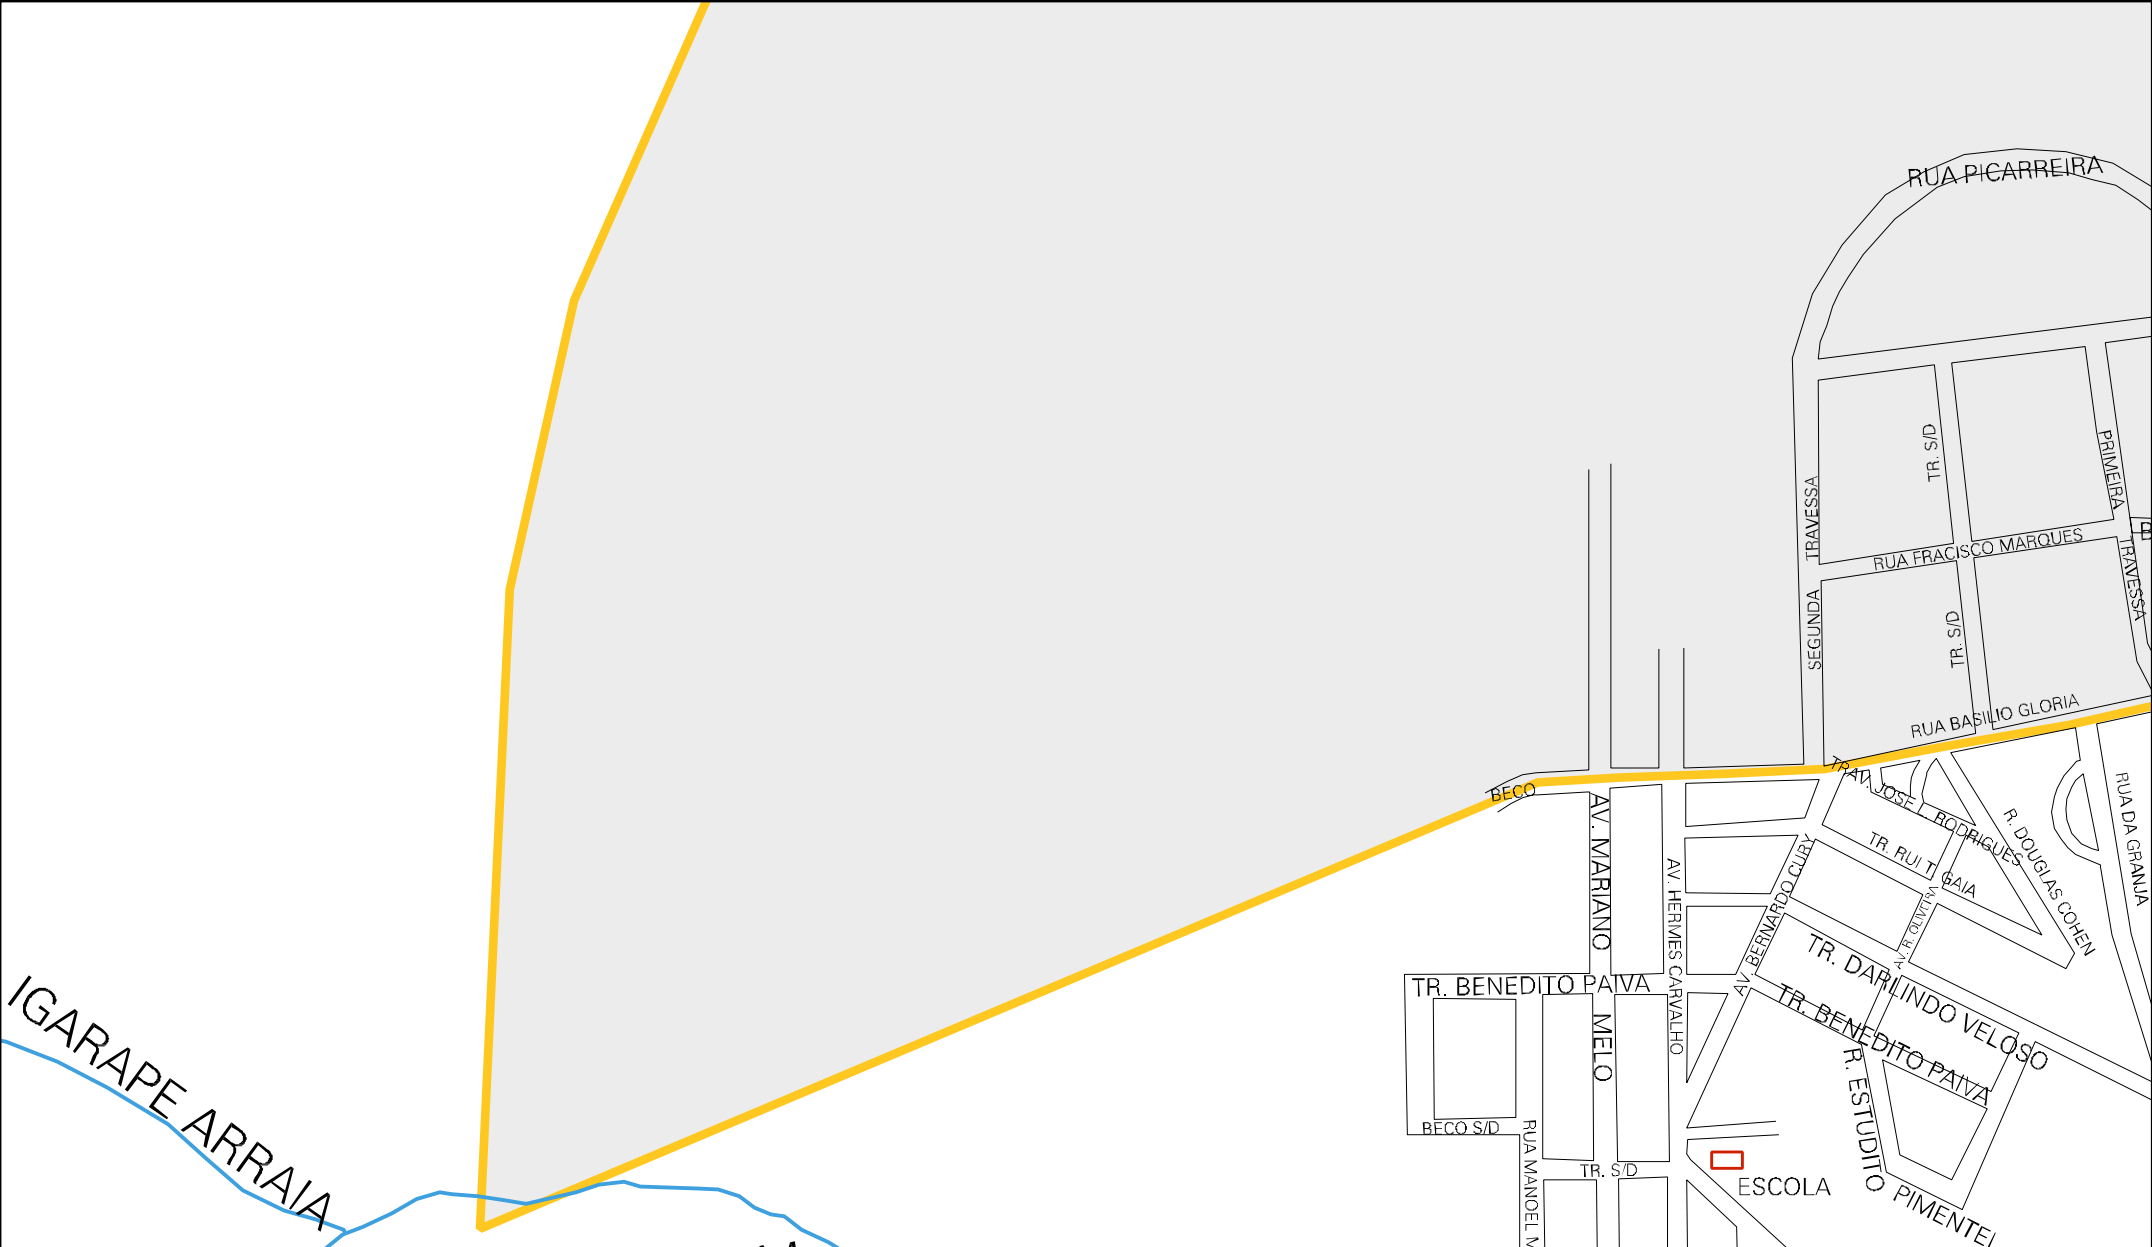 RUA PICARREIRA
TR. S/D
PRIMEIRA
TRAVESSA
SEGUNDA
TRAVESSA
RUA FRACISCO MARQUES
TR. S/D
RUA BASILIO GLORIA
BECO
TRAV. JOSE L. RODRIGUES
RUA DA GRANJA
R. DOUGLAS COHEN
TR. RUI T. GAIA
AV. MARIANO
MELO
AV. HERMES CARVALHO
AV. BERNARDO CURY
AV. R. OLIVEIRA
TR. DARLINDO VELOSO
TR. BENEDITO PAIVA
TR. BENEDITO PAIVA
IGARAPE ARRAIA
R. ESTUDITO
PIMENTEL
BECO S/D
RUA MANOEL
TR. S/D
ESCOLA